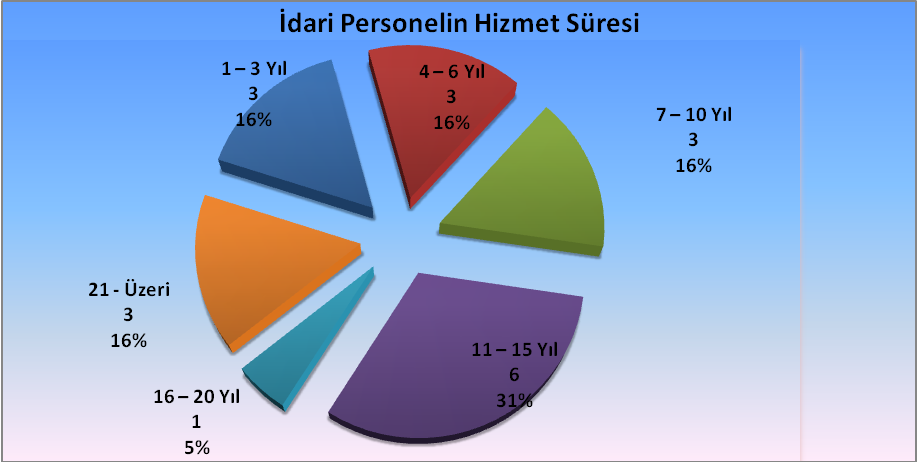 İdari Personelin Hizmet Süresi
1 – 3 Yıl
3
16%
4 – 6 Yıl
3
16%
7 – 10 Yıl
3
16%
11 – 15 Yıl
6
31%
16 – 20 Yıl
1
5%
21 - Üzeri
3
16%